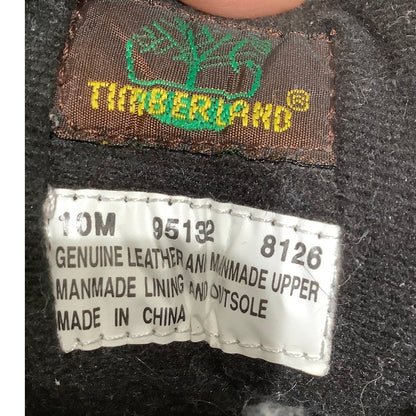 TIMBERLAND®
10M 95132 8126
GENUINE LEATHER AND MANMADE UPPER
MANMADE LINING AND OUTSOLE
MADE IN CHINA